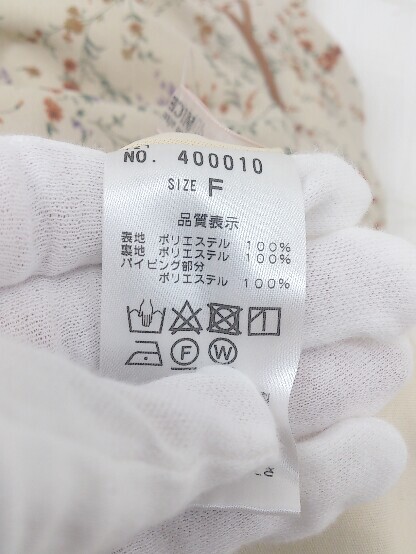 NO. 400010
SIZE F
品質表示
表地 ポリエステル 100%
裏地 ポリエステル 100%
パイピング部分
ポリエステル 100%
F W
NICE